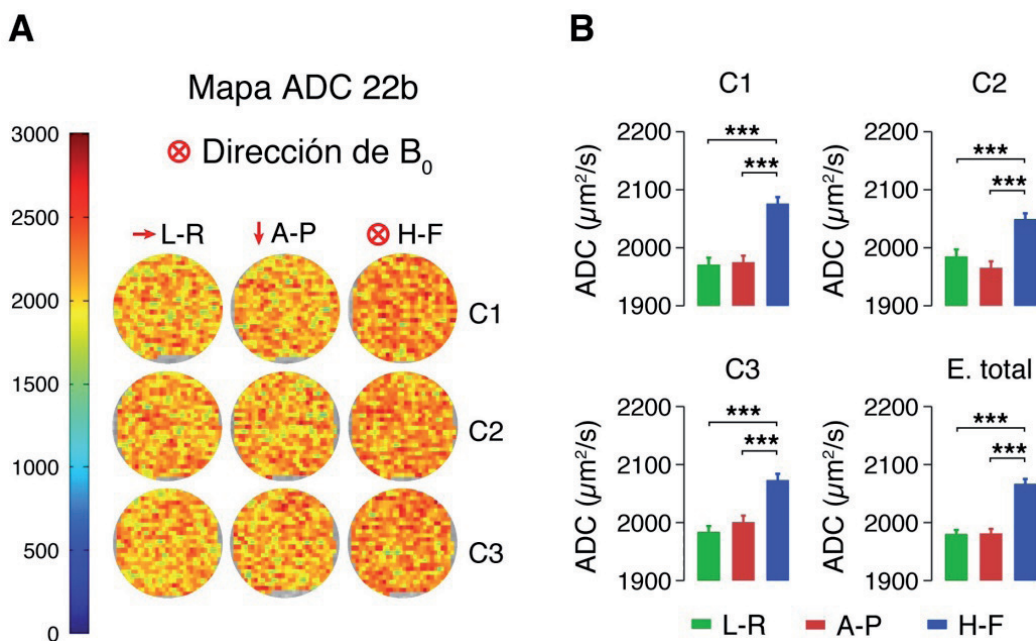 A
Mapa ADC 22b
⊗ Dirección de B₀
3000
2500
2000
1500
1000
500
0
→ L-R ↓ A-P ⊗ H-F
C1
C2
C3
B
C1
ADC (µm²/s)
2200
2100
2000
1900
***
***
C2
ADC (µm²/s)
2200
2100
2000
1900
***
***
C3
ADC (µm²/s)
2200
2100
2000
1900
***
***
E. total
ADC (µm²/s)
2200
2100
2000
1900
***
***
L-R A-P H-F